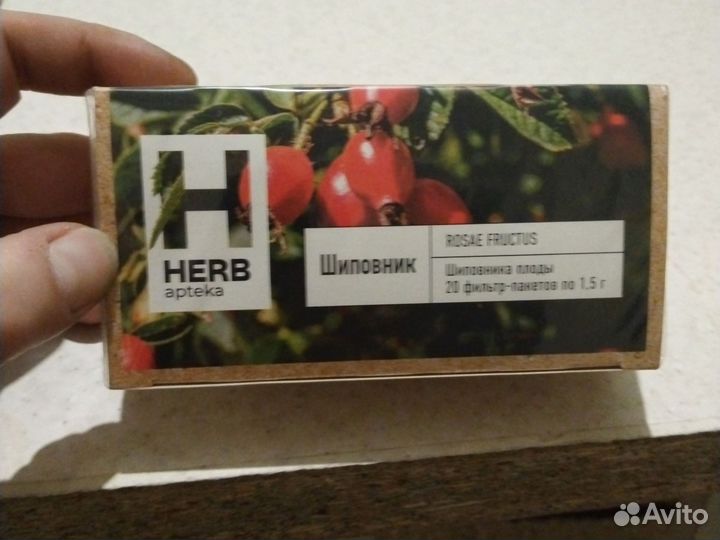 H
HERB
apteka
Шиповник
ROSAE FRUCTUS
Шиповника плоды
20 фильтр-пакетов по 1,5 г
Avito